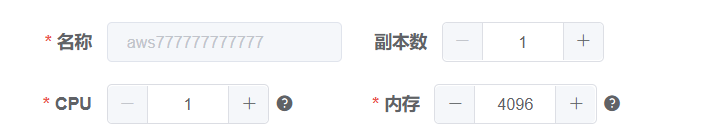 * 名称 aws777777777777 副本数 — 1 +
* CPU — 1 + ? * 内存 — 4096 + ?